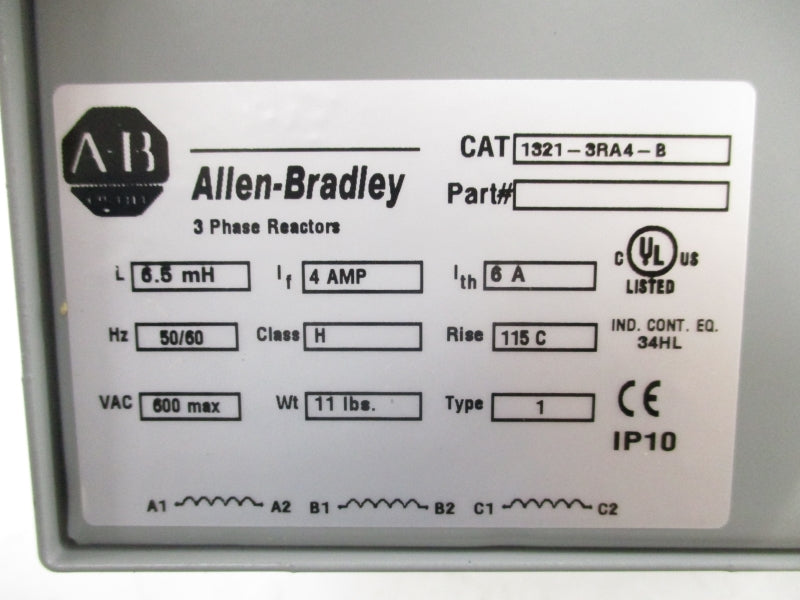 A-B
Allen-Bradley
3 Phase Reactors
CAT 1321-3RA4-B
Part#
L 6.5 mH If 4 AMP Ith 6 A
C UL US
LISTED
Hz 50/60 Class H Rise 115 C
IND. CONT. EQ.
34HL
VAC 600 max Wt 11 lbs. Type 1
CE
IP10
A1 A2 B1 B2 C1 C2